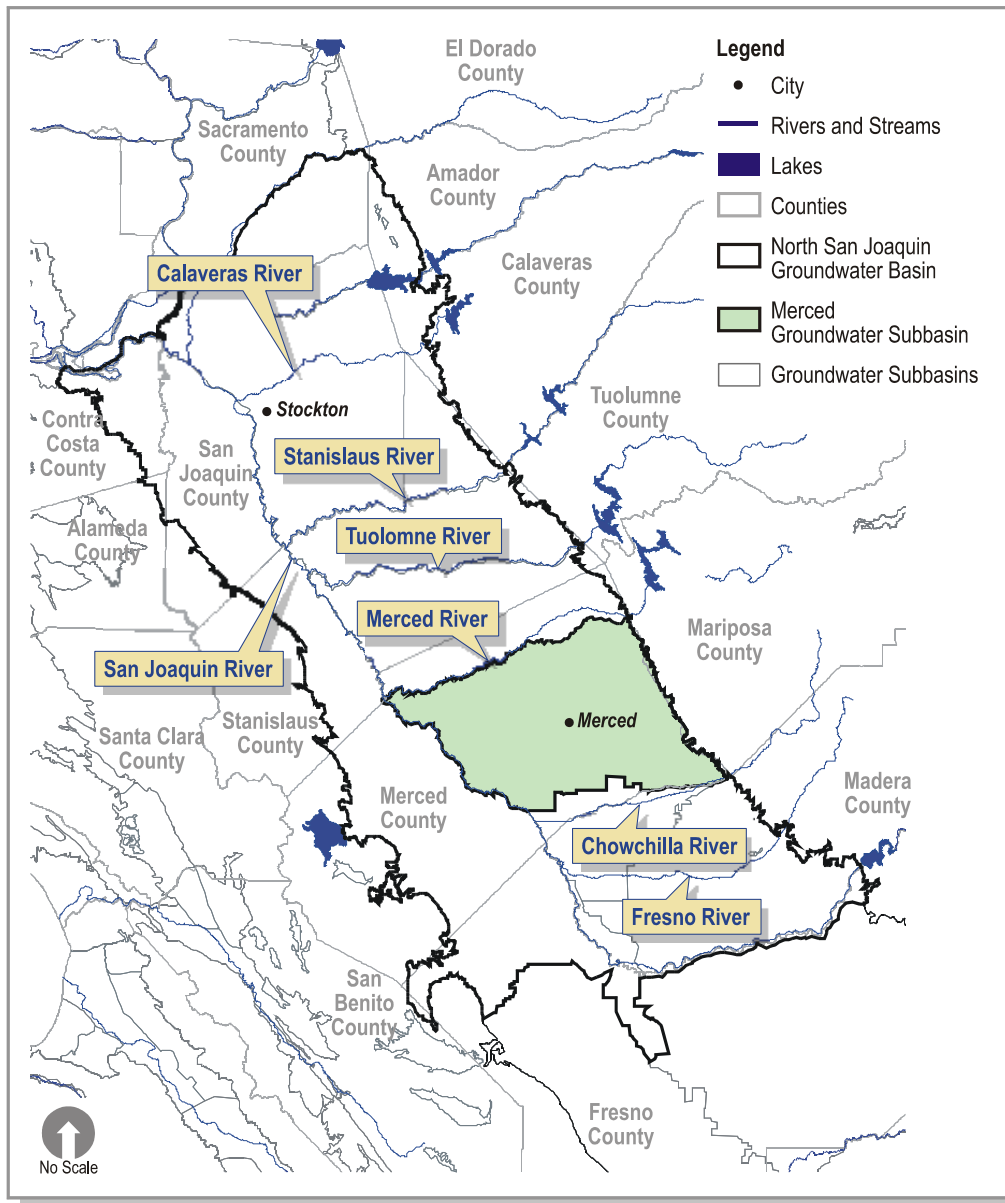 El Dorado
County
Sacramento
County
Amador
County
Calaveras River
Calaveras
County
Tuolumne
County
Stockton
Contra
Costa
County
San
Joaquin
County
Stanislaus River
Alameda
County
Tuolomne River
Merced River
Mariposa
County
San Joaquin River
Stanislaus
County
Santa Clara
County
Merced
Merced
County
Madera
County
Chowchilla River
Fresno River
San
Benito
County
Fresno
County
No Scale
Legend
City
Rivers and Streams
Lakes
Counties
North San Joaquin
Groundwater Basin
Merced
Groundwater Subbasin
Groundwater Subbasins